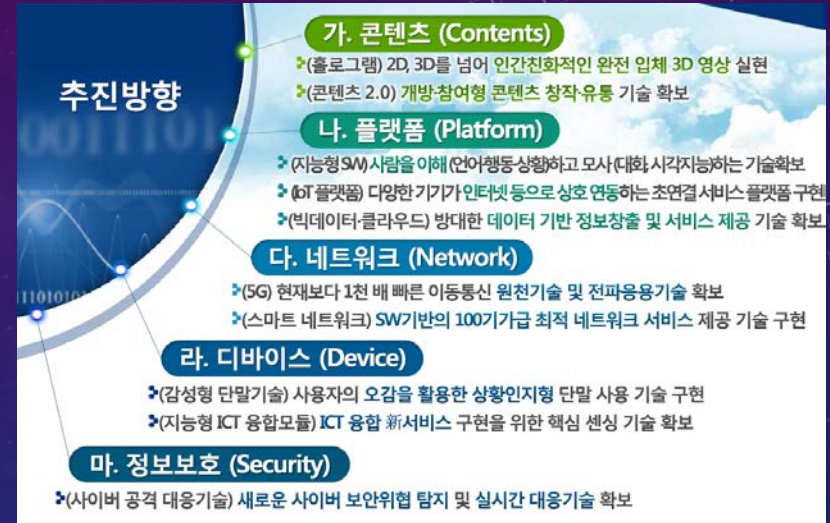 추진방향
가. 콘텐츠 (Contents)
(홀로그램) 2D, 3D를 넘어 인간친화적인 완전 입체 3D 영상 실현
(콘텐츠 2.0) 개방·참여형 콘텐츠 창작·유통 기술 확보
나. 플랫폼 (Platform)
(지능형 SW) 사람을 이해(언어·행동·상황)하고 모사(대화, 시각지능)하는 기술확보
(IoT 플랫폼) 다양한 기기가 인터넷 등으로 상호 연동하는 초연결 서비스 플랫폼 구현
(빅데이터·클라우드) 방대한 데이터 기반 정보창출 및 서비스 제공 기술 확보
다. 네트워크 (Network)
(5G) 현재보다 1천 배 빠른 이동통신 원천기술 및 전파응용기술 확보
(스마트 네트워크) SW기반의 100기가급 최적 네트워크 서비스 제공 기술 구현
라. 디바이스 (Device)
(감성형 단말기술) 사용자의 오감을 활용한 상황인지형 단말 사용 기술 구현
(지능형 ICT 융합모듈) ICT 융합 新서비스 구현을 위한 핵심 센싱 기술 확보
마. 정보보호 (Security)
(사이버 공격 대응기술) 새로운 사이버 보안위협 탐지 및 실시간 대응기술 확보